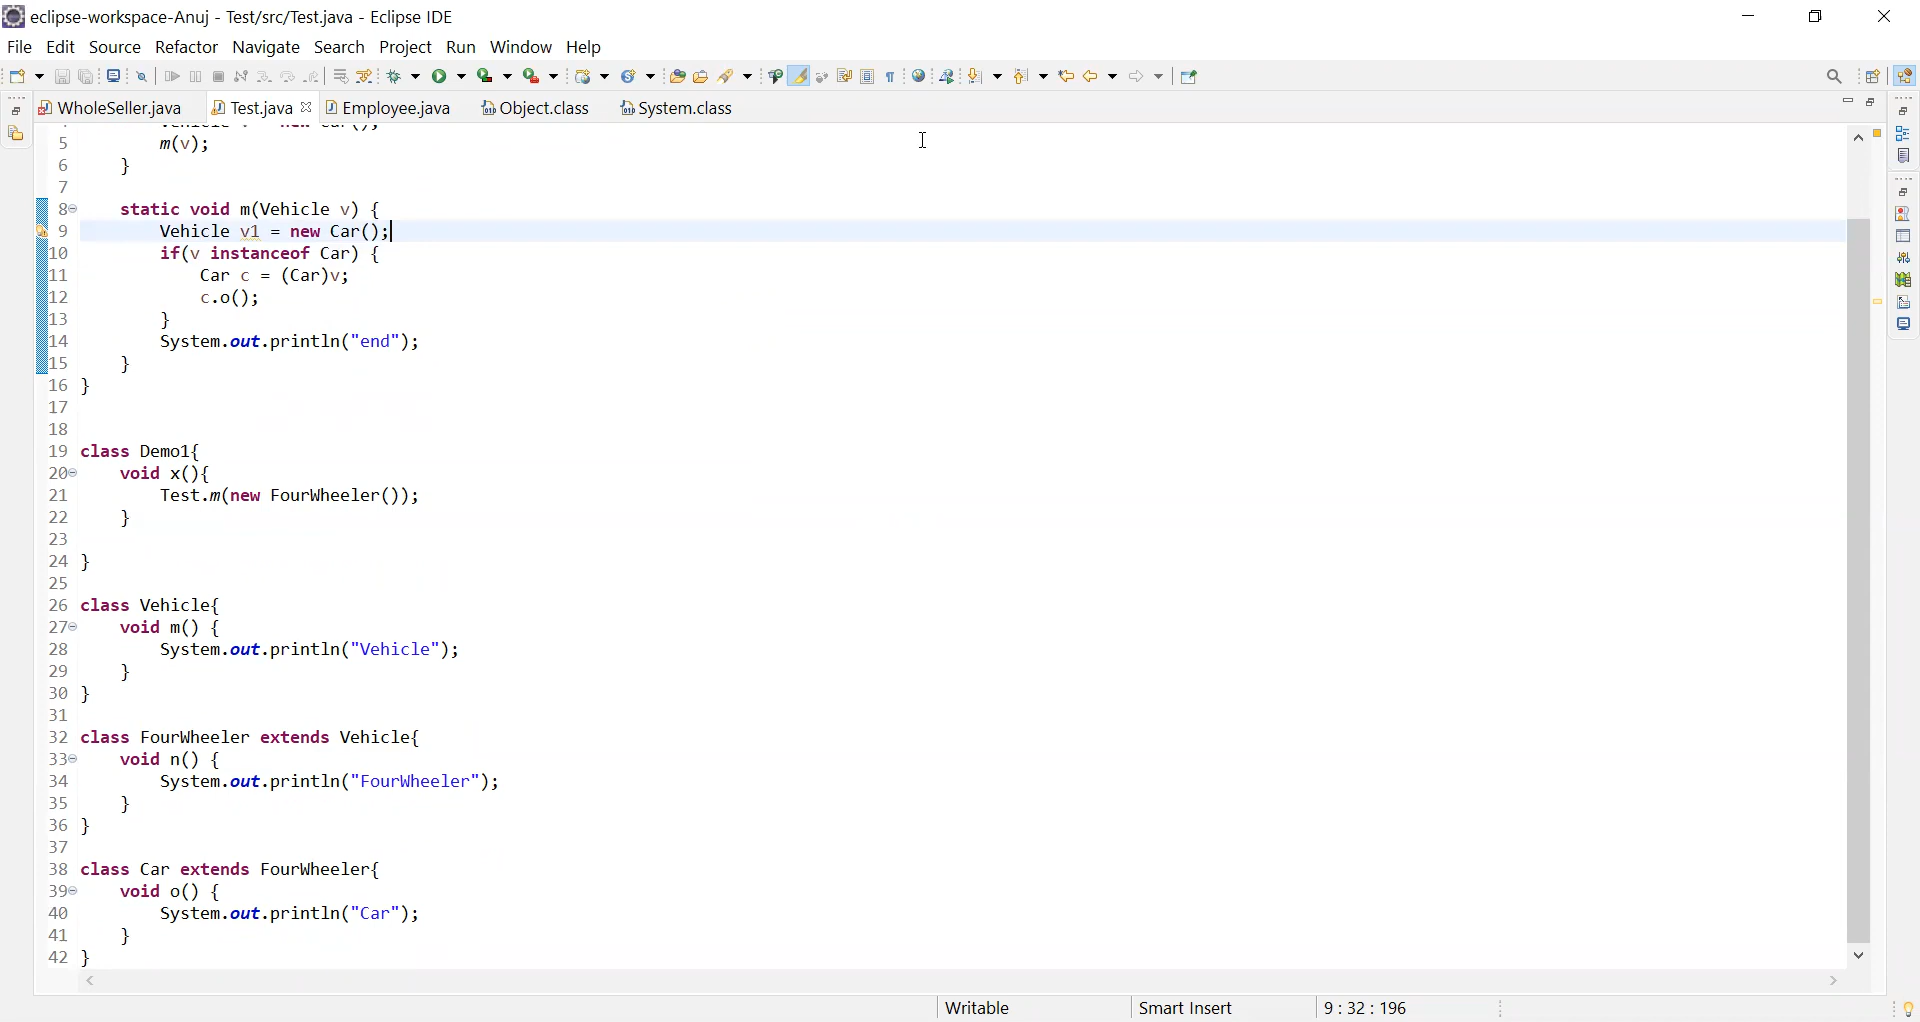 eclipse-workspace-Anuj - Test/src/Test.java - Eclipse IDE
File Edit Source Refactor Navigate Search Project Run Window Help
WholeSeller.java Test.java Employee.java Object.class System.class
5 m(v);
6 }
7
8 static void m(Vehicle v) {
9 Vehicle v1 = new Car();
10 if(v instanceof Car) {
11 Car c = (Car)v;
12 c.o();
13 }
14 System.out.println("end");
15 }
16 }
17
18
19 class Demo1{
20 void x(){
21 Test.m(new FourWheeler());
22 }
23
24 }
25
26 class Vehicle{
27 void m() {
28 System.out.println("Vehicle");
29 }
30 }
31
32 class FourWheeler extends Vehicle{
33 void n() {
34 System.out.println("FourWheeler");
35 }
36 }
37
38 class Car extends FourWheeler{
39 void o() {
40 System.out.println("Car");
41 }
42 }
Writable Smart Insert 9 : 32 : 196